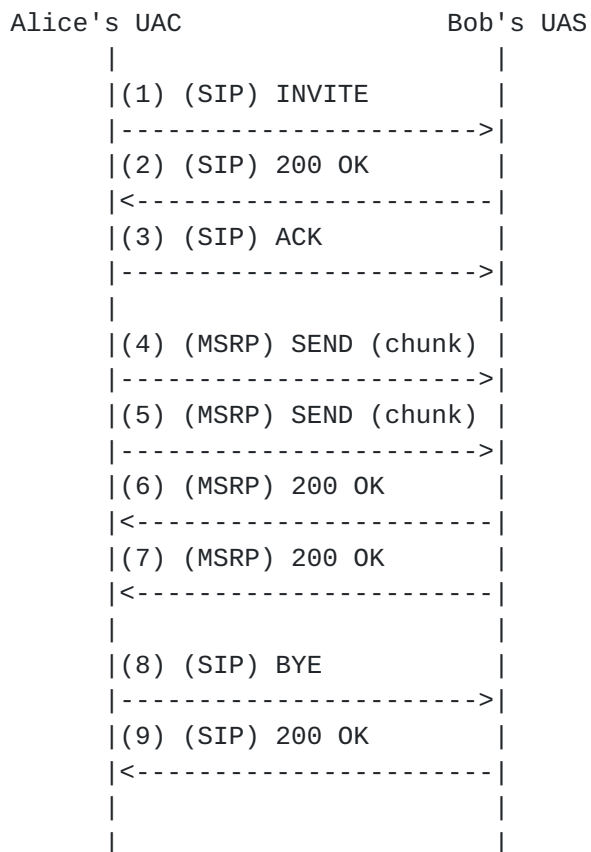 Alice's UAC                 Bob's UAS
      |                        |
      |(1) (SIP) INVITE        |
      |----------------------->|
      |(2) (SIP) 200 OK        |
      |<-----------------------|
      |(3) (SIP) ACK           |
      |----------------------->|
      |                        |
      |(4) (MSRP) SEND (chunk) |
      |----------------------->|
      |(5) (MSRP) SEND (chunk) |
      |----------------------->|
      |(6) (MSRP) 200 OK       |
      |<-----------------------|
      |(7) (MSRP) 200 OK       |
      |<-----------------------|
      |                        |
      |(8) (SIP) BYE           |
      |----------------------->|
      |(9) (SIP) 200 OK        |
      |<-----------------------|
      |                        |
      |                        |